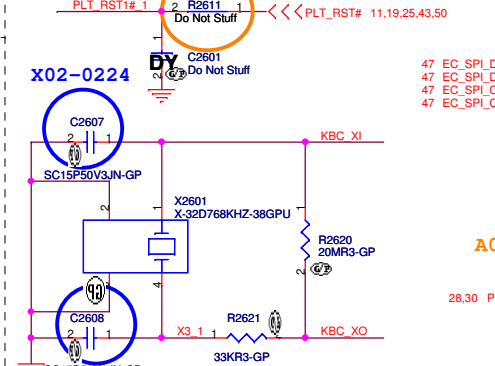 PLT_RST1#_1
2 R2611 1
Do Not Stuff
PLT_RST# 11,19,25,43,50
1
DY
C2601
Do Not Stuff
2
G/P
X02-0224
47 EC_SPI_
47 EC_SPI_
47 EC_SPI_
47 EC_SPI_
C2607
2 1
KBC_XI
SC15P50V3JN-GP
X2601
X-32D768KHZ-38GPU
2
1
1
R2620
20MR3-GP
2
G/P
4
28,30 P
C2608
2 1
X3_1
1
R2621
KBC_XO
33KR3-GP